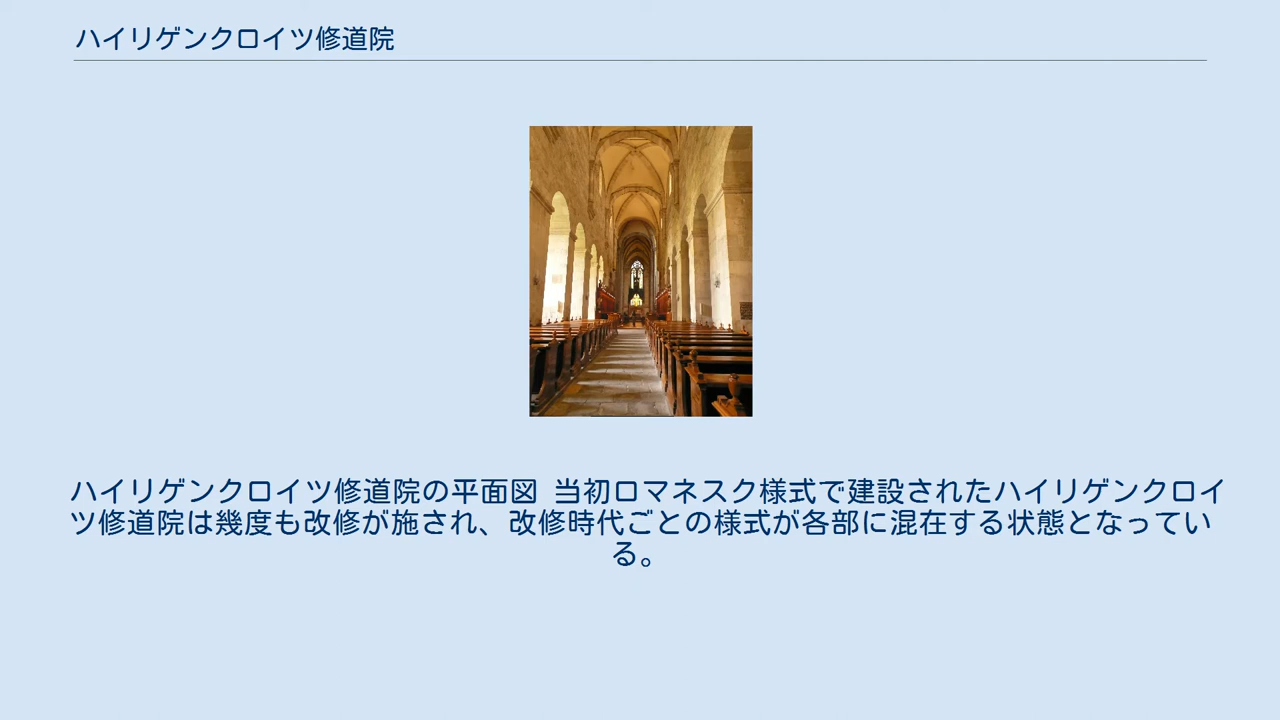 ハイリゲンクロイツ修道院
ハイリゲンクロイツ修道院の平面図 当初ロマネスク様式で建設されたハイリゲンクロイ
ツ修道院は幾度も改修が施され、改修時代ごとの様式が各部に混在する状態となってい
る。